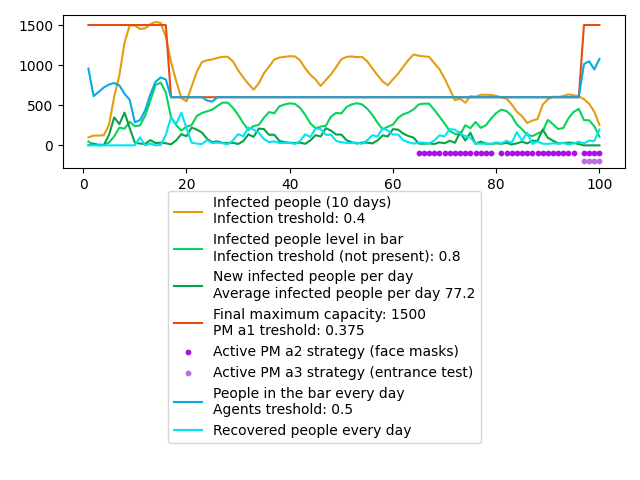 1500
1000
500
0
0 20 40 60 80 100
Infected people (10 days)
Infection treshold: 0.4
Infected people level in bar
Infection treshold (not present): 0.8
New infected people per day
Average infected people per day 77.2
Final maximum capacity: 1500
PM a1 treshold: 0.375
Active PM a2 strategy (face masks)
Active PM a3 strategy (entrance test)
People in the bar every day
Agents treshold: 0.5
Recovered people every day